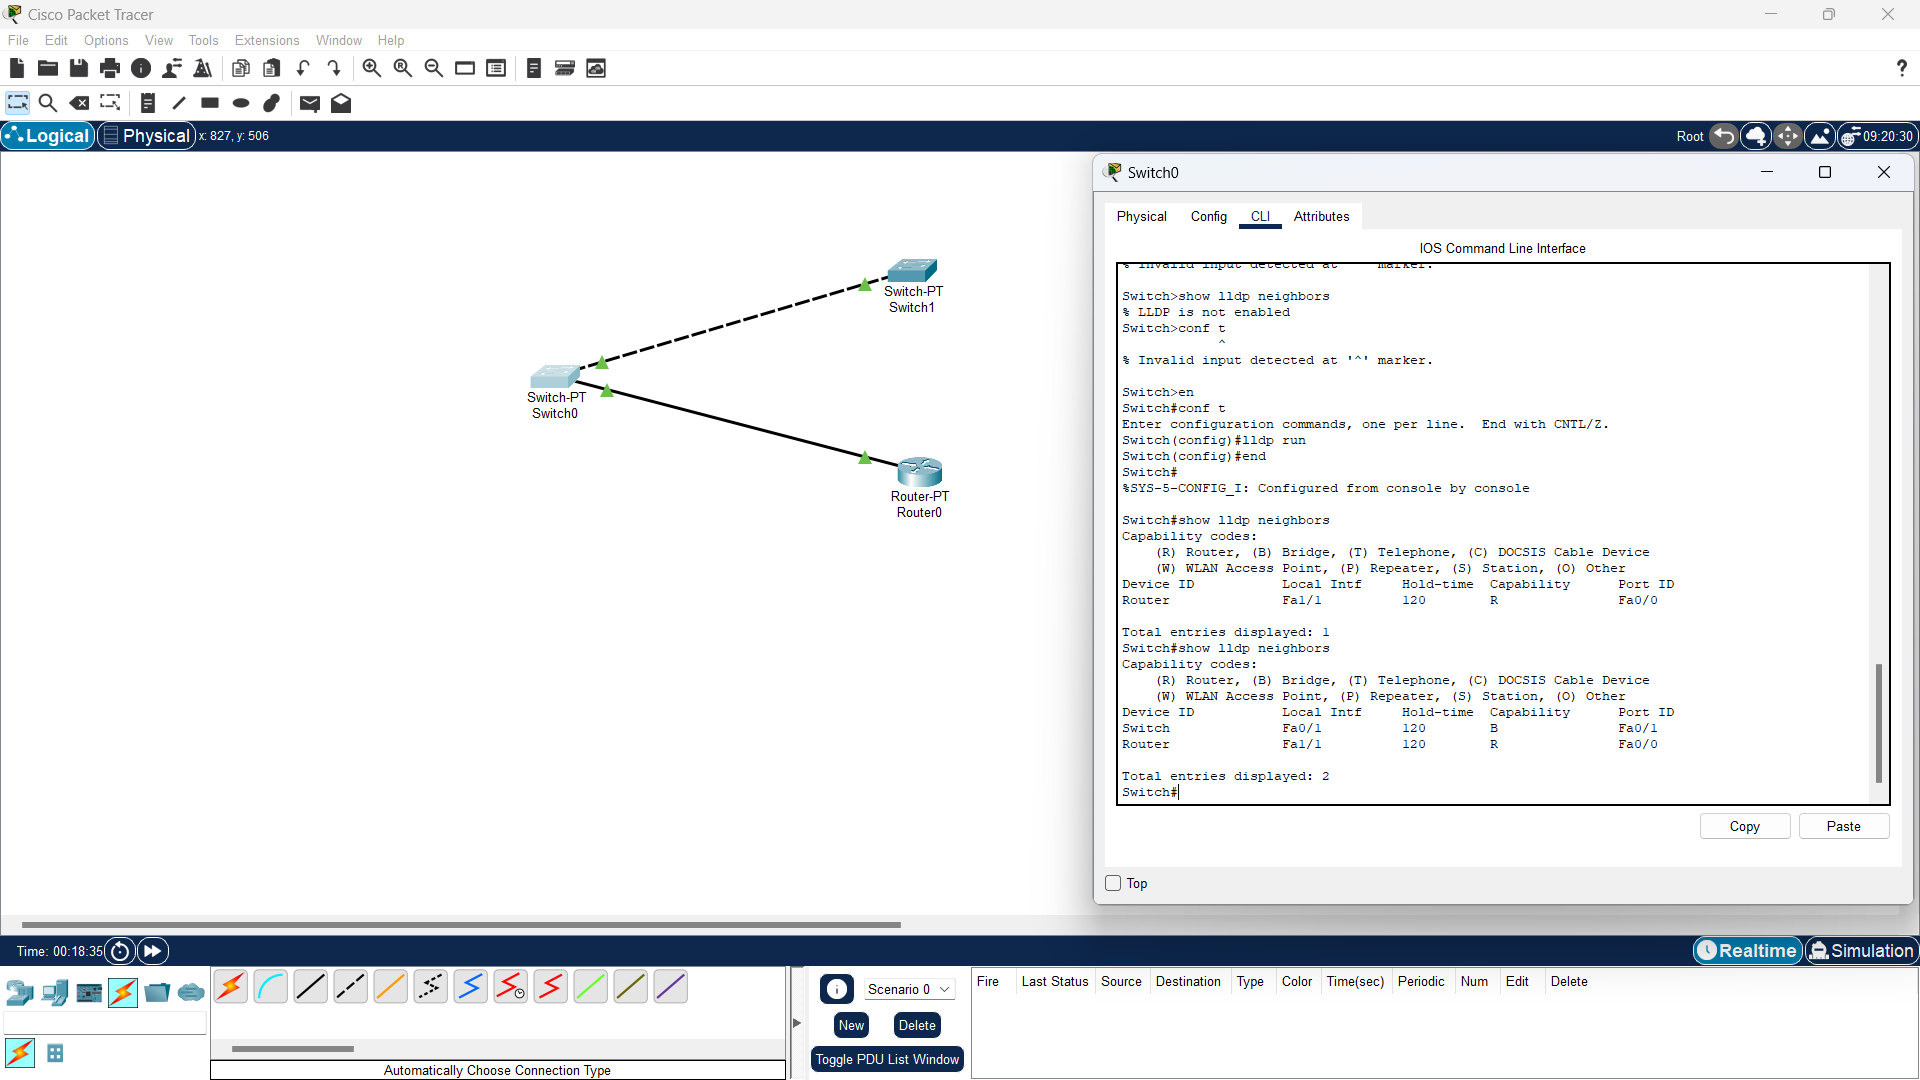 Cisco Packet Tracer
File Edit Options View Tools Extensions Window Help
?
Logical Physical x: 827, y: 506
Root 09:20:30
Switch-PT
Switch1
Switch-PT
Switch0
Router-PT
Router0
Switch0
Physical Config CLI Attributes
IOS Command Line Interface
% Invalid input detected at '^' marker.
Switch>show lldp neighbors
% LLDP is not enabled
Switch>conf t
^
% Invalid input detected at '^' marker.
Switch>en
Switch#conf t
Enter configuration commands, one per line. End with CNTL/Z.
Switch(config)#lldp run
Switch(config)#end
Switch#
%SYS-5-CONFIG_I: Configured from console by console
Switch#show lldp neighbors
Capability codes:
(R) Router, (B) Bridge, (T) Telephone, (C) DOCSIS Cable Device
(W) WLAN Access Point, (P) Repeater, (S) Station, (O) Other
Device ID Local Intf Hold-time Capability Port ID
Router Fa1/1 120 R Fa0/0
Total entries displayed: 1
Switch#show lldp neighbors
Capability codes:
(R) Router, (B) Bridge, (T) Telephone, (C) DOCSIS Cable Device
(W) WLAN Access Point, (P) Repeater, (S) Station, (O) Other
Device ID Local Intf Hold-time Capability Port ID
Switch Fa0/1 120 B Fa0/1
Router Fa1/1 120 R Fa0/0
Total entries displayed: 2
Switch#
Copy Paste
Top
Time: 00:18:35
Realtime Simulation
Automatically Choose Connection Type
Scenario 0
New Delete
Toggle PDU List Window
Fire Last Status Source Destination Type Color Time(sec) Periodic Num Edit Delete